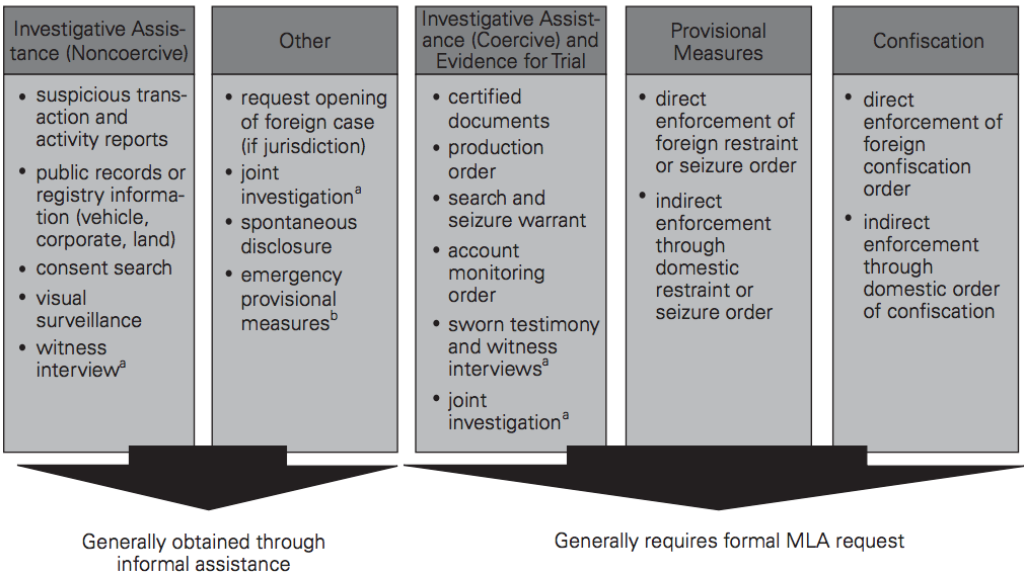 Investigative Assis-
tance (Noncoercive)
• suspicious trans-
action and
activity reports
• public records or
registry informa-
tion (vehicle,
corporate, land)
• consent search
• visual
surveillance
• witness
interviewᵃ
Other
• request opening
of foreign case
(if jurisdiction)
• joint
investigationᵃ
• spontaneous
disclosure
• emergency
provisional
measuresᵇ
Investigative Assist-
ance (Coercive) and
Evidence for Trial
• certified
documents
• production
order
• search and
seizure warrant
• account
monitoring
order
• sworn testimony
and witness
interviewsᵃ
• joint
investigationᵃ
Provisional
Measures
• direct
enforcement of
foreign restraint
or seizure order
• indirect
enforcement
through
domestic
restraint or
seizure order
Confiscation
• direct
enforcement of
foreign
confiscation
order
• indirect
enforcement
through
domestic order
of confiscation
Generally obtained through
informal assistance
Generally requires formal MLA request